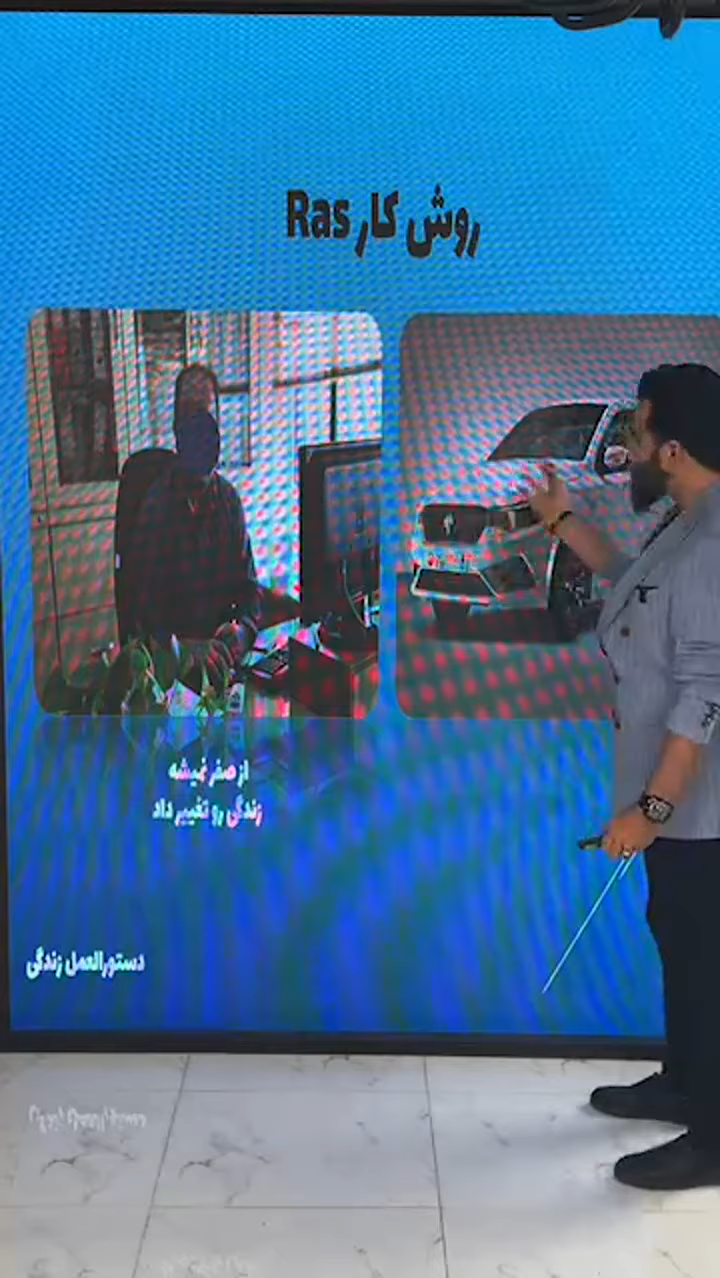 روش کار Ras
از صفر نمیشه
زندگی رو تغییر داد
دستورالعمل زندگی